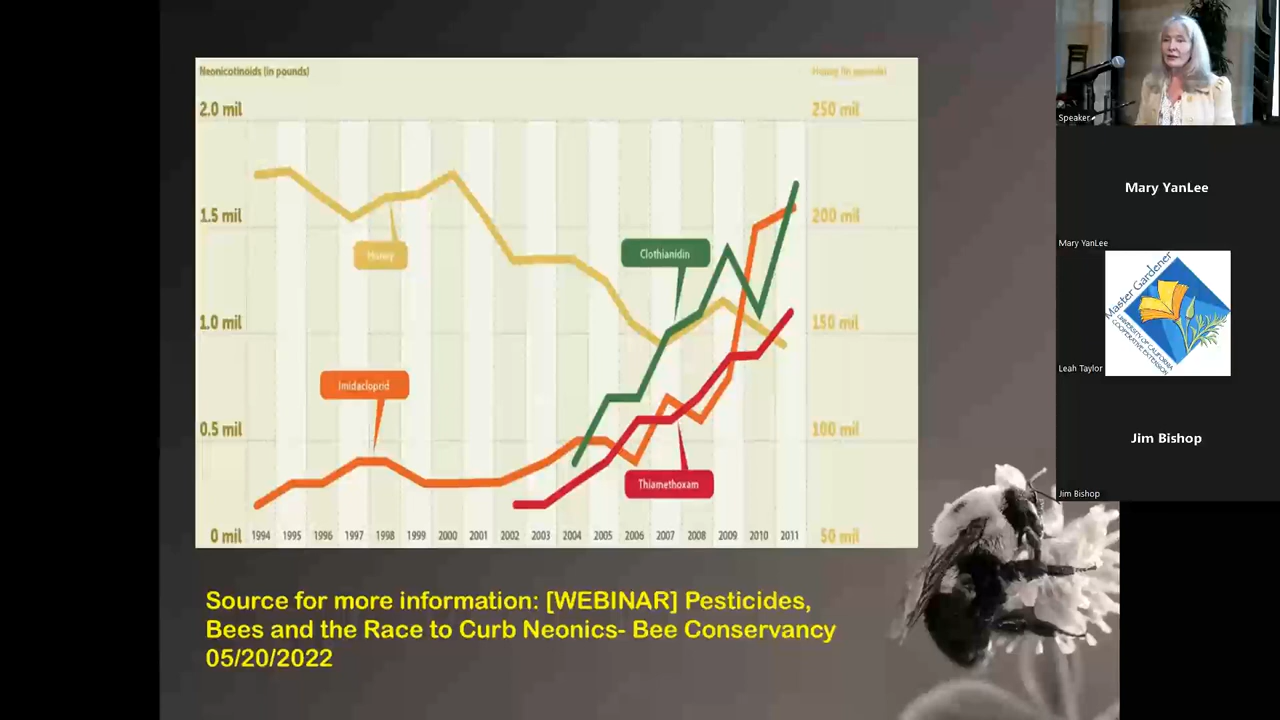 Neonicotinoids (in pounds)
Honey (in pounds)
2.0 mil
250 mil
1.5 mil
200 mil
Honey
Clothianidin
1.0 mil
150 mil
Imidacloprid
0.5 mil
100 mil
Thiamethoxam
0 mil
1994 1995 1996 1997 1998 1999 2000 2001 2002 2003 2004 2005 2006 2007 2008 2009 2010 2011
50 mil
Source for more information: [WEBINAR] Pesticides,
Bees and the Race to Curb Neonics- Bee Conservancy
05/20/2022
Speaker
Mary YanLee
Mary YanLee
Master Gardener
UNIVERSITY OF CALIFORNIA
COOPERATIVE EXTENSION
Leah Taylor
Jim Bishop
Jim Bishop